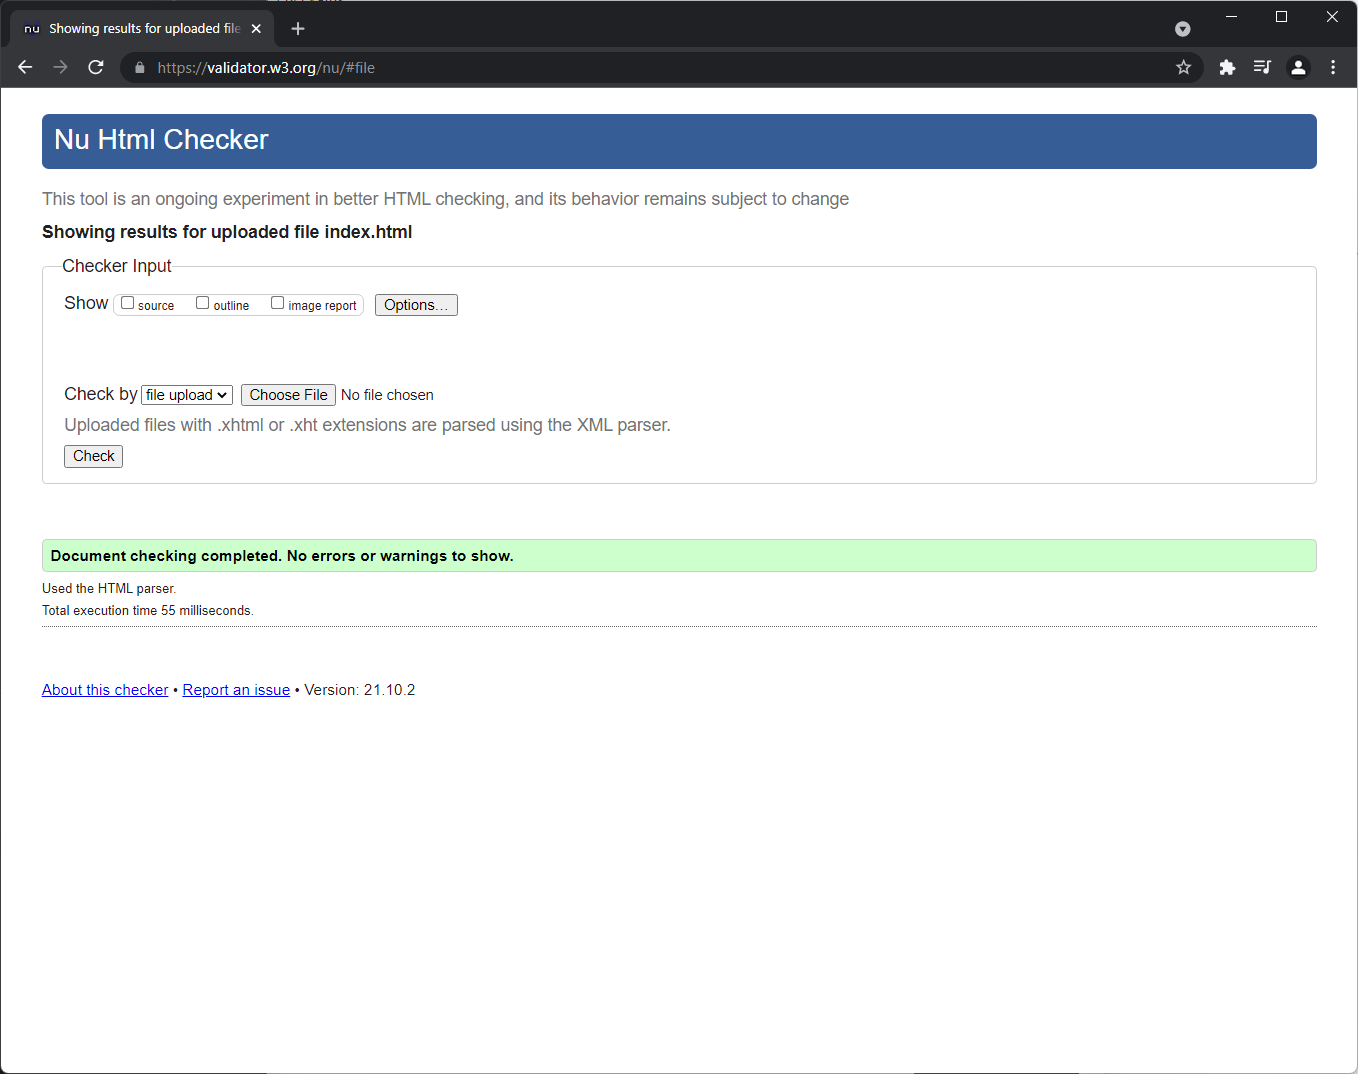 nu Showing results for uploaded file
https://validator.w3.org/nu/#file
Nu Html Checker
This tool is an ongoing experiment in better HTML checking, and its behavior remains subject to change
Showing results for uploaded file index.html
Checker Input
Show source outline image report Options...
Check by file upload Choose File No file chosen
Uploaded files with .xhtml or .xht extensions are parsed using the XML parser.
Check
Document checking completed. No errors or warnings to show.
Used the HTML parser.
Total execution time 55 milliseconds.
About this checker • Report an issue • Version: 21.10.2